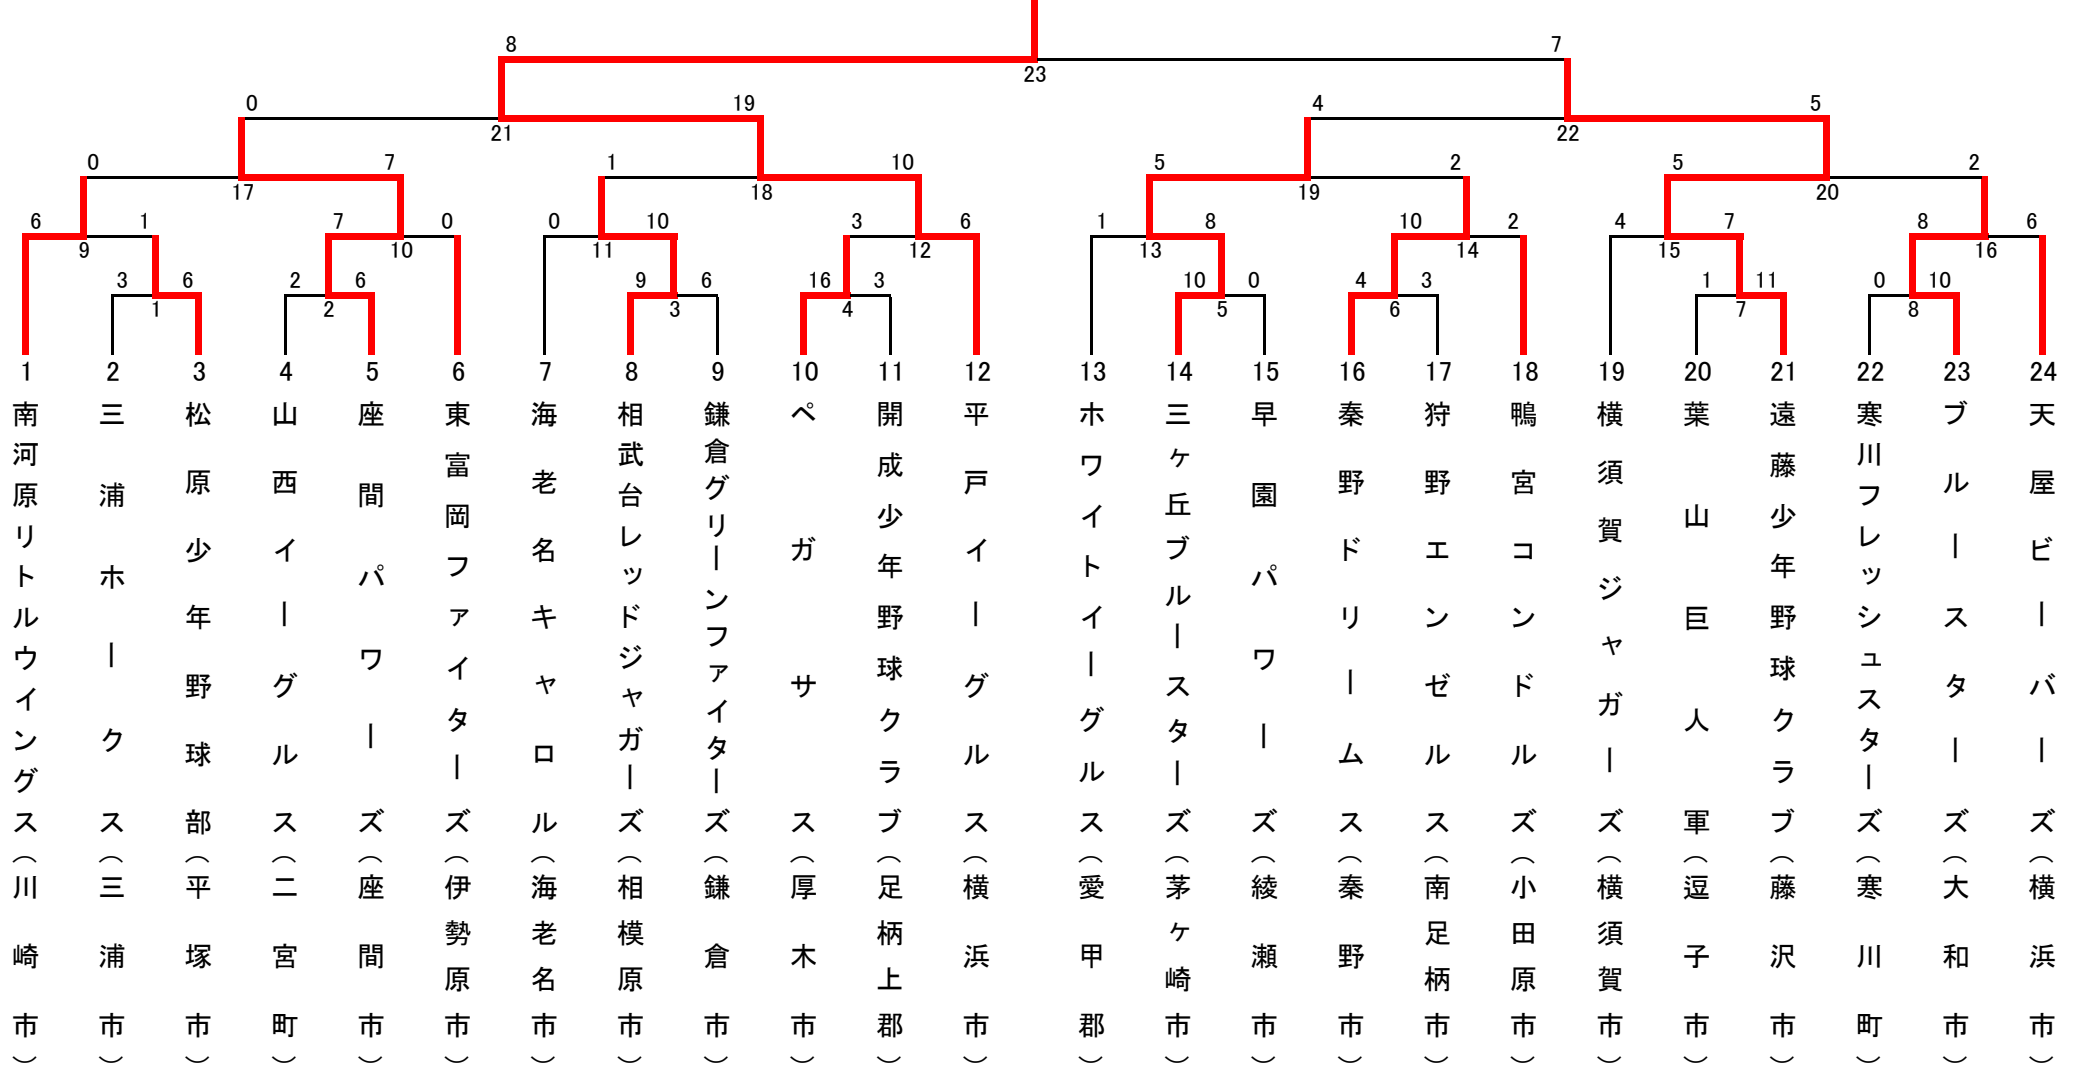 8 7
23
0 19 4 5
21 22
0 7 1 10 5 2 5 2
17 18 19 20
6 1 7 0 0 10 3 6 1 8 10 2 4 7 8 6
9 10 11 12 13 14 15 16
3 6 2 6 9 6 16 3 10 0 4 3 1 11 0 10
1 2 3 4 5 6 7 8
1 2 3 4 5 6 7 8 9 10 11 12 13 14 15 16 17 18 19 20 21 22 23 24
南河原リトルウイングス（川崎市）
三浦ホークス（三浦市）
松原少年野球部（平塚市）
山西イーグルス（二宮町）
座間パワーズ（座間市）
東富岡ファイターズ（伊勢原市）
海老名キャロル（海老名市）
相武台レッドジャガーズ（相模原市）
鎌倉グリーンファイターズ（鎌倉市）
ペガサス（厚木市）
開成少年野球クラブ（足柄上郡）
平戸イーグルス（横浜市）
ホワイトイーグルス（愛甲郡）
三ヶ丘ブルースターズ（茅ヶ崎市）
早園パワーズ（綾瀬市）
秦野ドリームス（秦野市）
狩野エンゼルス（南足柄市）
鴨宮コンドルズ（小田原市）
横須賀ジャガーズ（横須賀市）
葉山巨人軍（逗子市）
遠藤少年野球クラブ（藤沢市）
寒川フレッシュスターズ（寒川町）
ブルースターズ（大和市）
天屋ビーバーズ（横浜市）